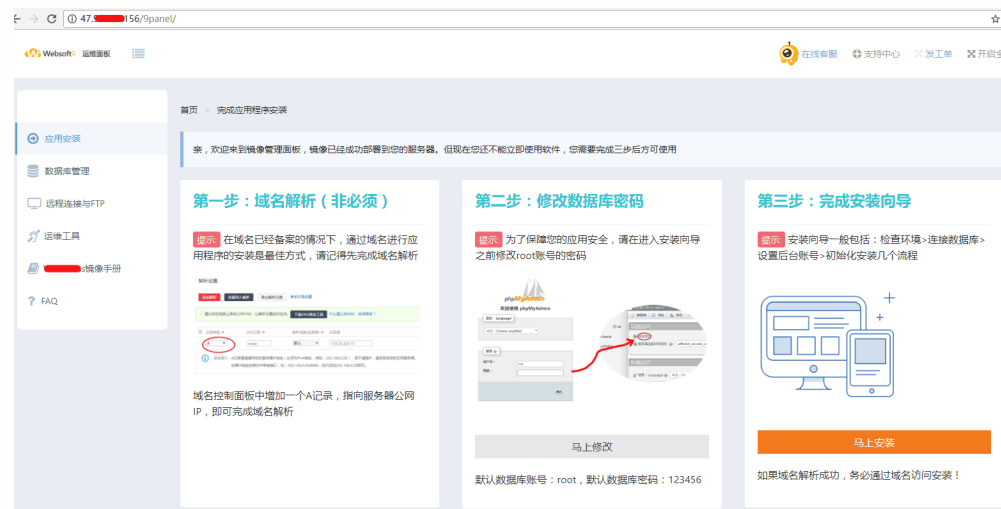 47.9 156/9panel/
Websoft9 运维面板
在线客服 支持中心 发工单 开启全
首页 » 完成应用程序安装
应用安装
数据库管理
远程连接与FTP
运维工具
s镜像手册
FAQ
亲，欢迎来到镜像管理面板，镜像已经成功部署到您的服务器。但现在您还不能立即使用软件，您需要完成三步后方可使用
第一步：域名解析（非必须）
提示: 在域名已经备案的情况下，通过域名进行应
用程序的安装是最佳方式，请记得先完成域名解析
解析设置
域名控制面板中增加一个A记录，指向服务器公网
IP，即可完成域名解析
第二步：修改数据库密码
提示: 为了保障您的应用安全，请在进入安装向导
之前修改root账号的密码
phpMyAdmin
欢迎使用 phpMyAdmin
马上修改
默认数据库账号：root，默认数据库密码：123456
第三步：完成安装向导
提示: 安装向导一般包括：检查环境>连接数据库>
设置后台账号>初始化安装几个流程
马上安装
如果域名解析成功，务必通过域名访问安装！